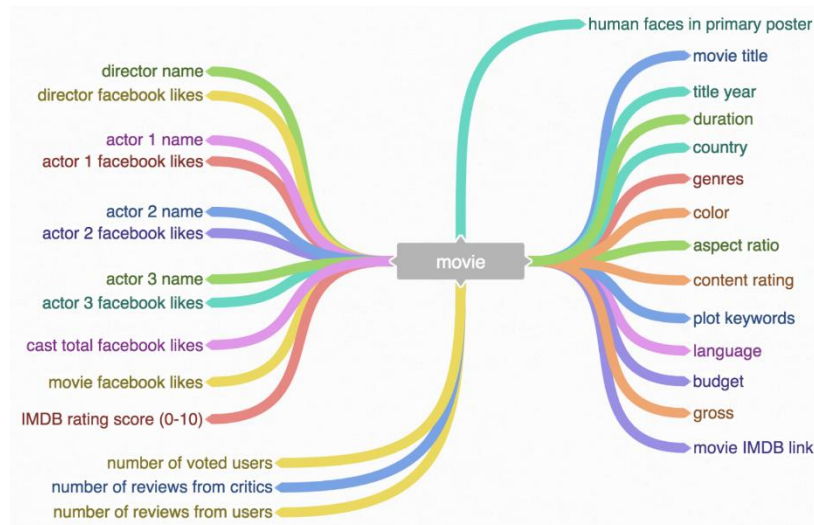 human faces in primary poster
director name
director facebook likes
actor 1 name
actor 1 facebook likes
actor 2 name
actor 2 facebook likes
actor 3 name
actor 3 facebook likes
cast total facebook likes
movie facebook likes
IMDB rating score (0-10)
number of voted users
number of reviews from critics
number of reviews from users
movie
movie title
title year
duration
country
genres
color
aspect ratio
content rating
plot keywords
language
budget
gross
movie IMDB link